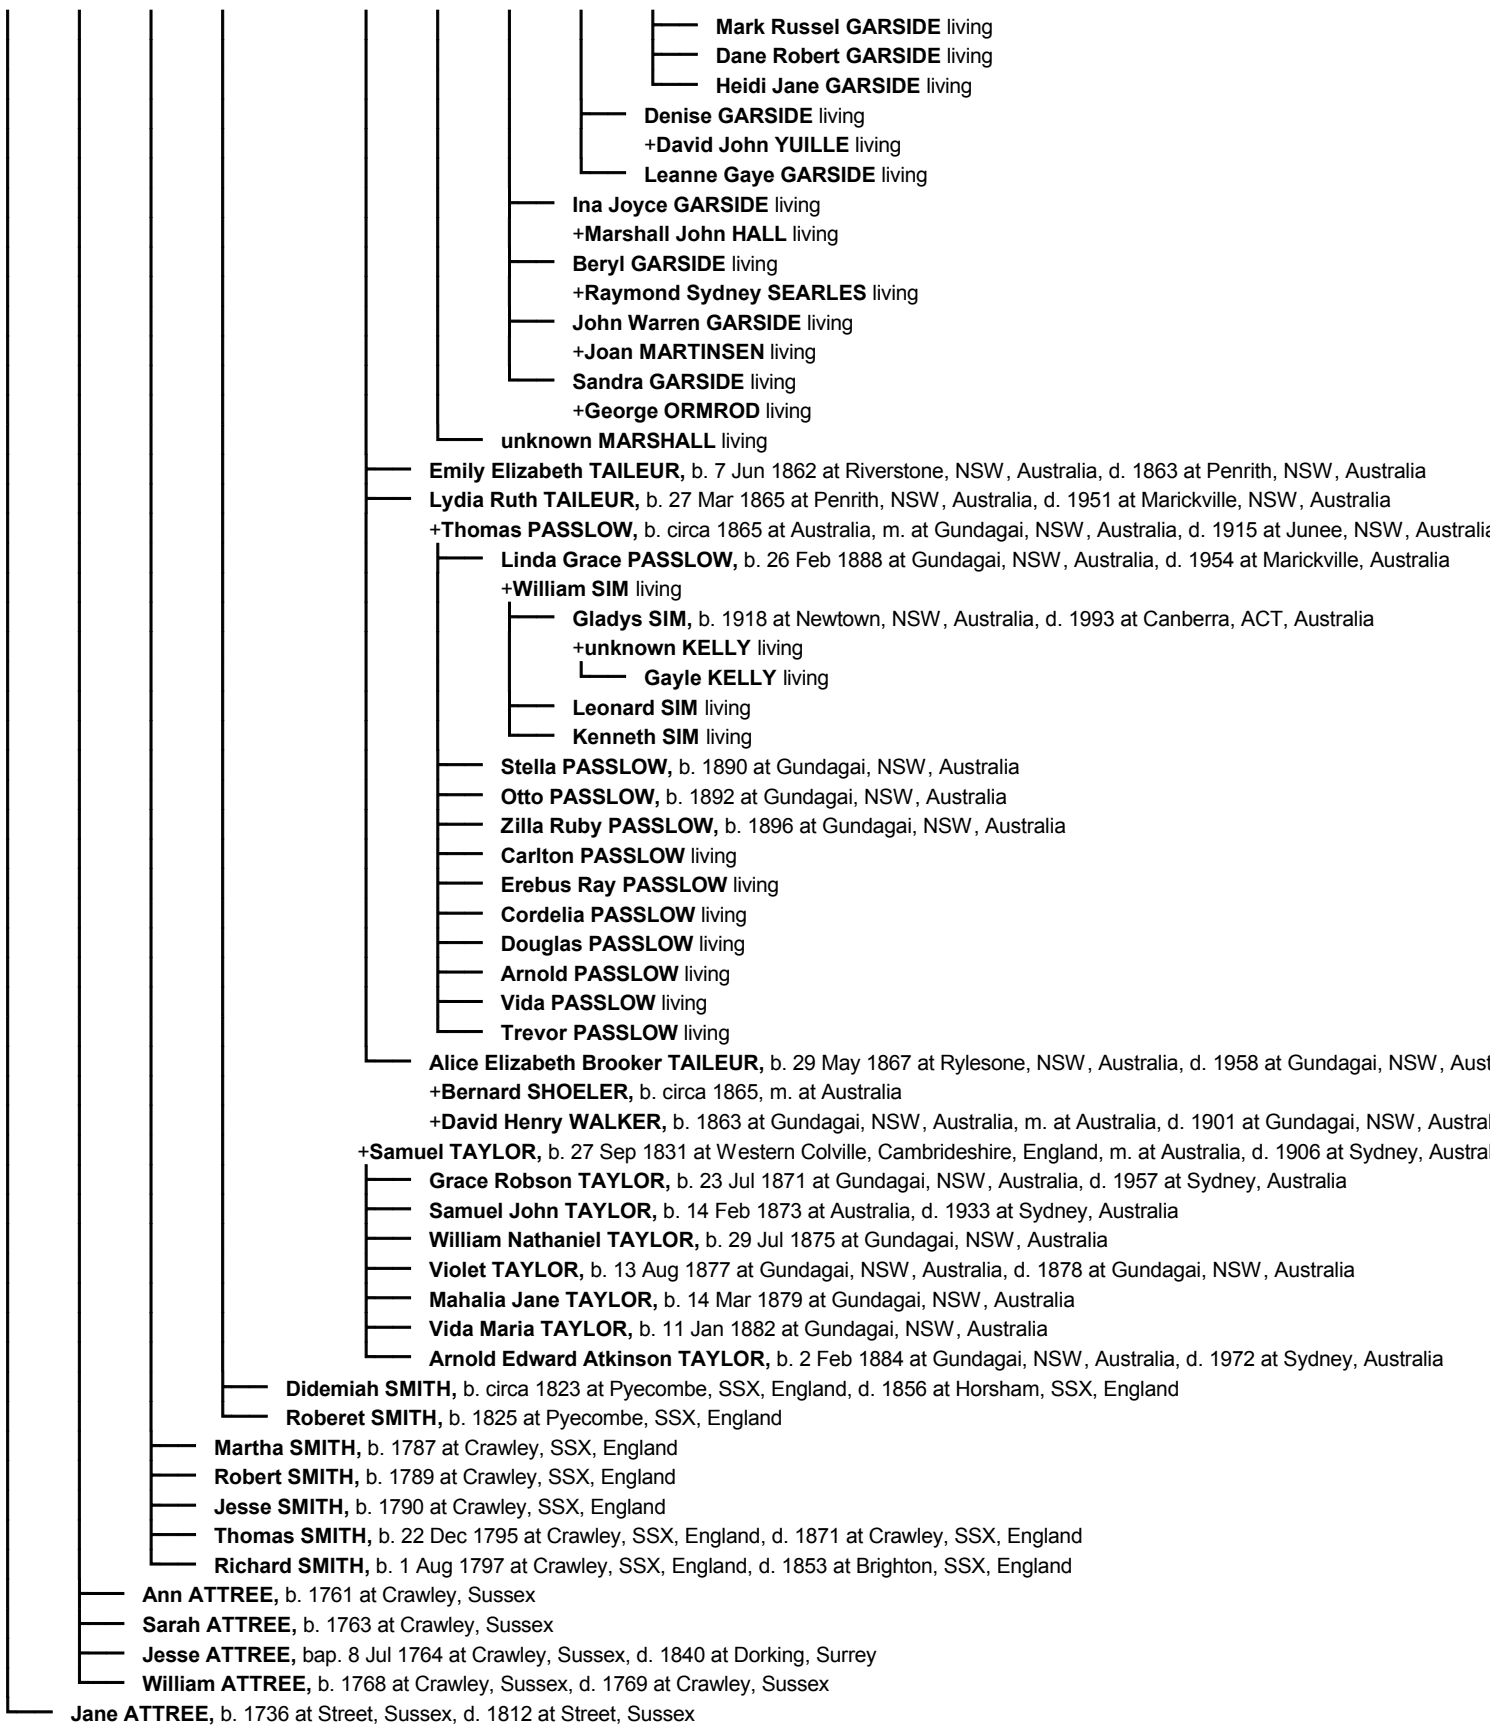 Mark Russel GARSIDE living
Dane Robert GARSIDE living
Heidi Jane GARSIDE living
Denise GARSIDE living
+David John YUILLE living
Leanne Gaye GARSIDE living
Ina Joyce GARSIDE living
+Marshall John HALL living
Beryl GARSIDE living
+Raymond Sydney SEARLES living
John Warren GARSIDE living
+Joan MARTINSEN living
Sandra GARSIDE living
+George ORMROD living
unknown MARSHALL living
Emily Elizabeth TAILEUR, b. 7 Jun 1862 at Riverstone, NSW, Australia, d. 1863 at Penrith, NSW, Australia
Lydia Ruth TAILEUR, b. 27 Mar 1865 at Penrith, NSW, Australia, d. 1951 at Marickville, NSW, Australia
+Thomas PASSLOW, b. circa 1865 at Australia, m. at Gundagai, NSW, Australia, d. 1915 at Junee, NSW, Australia
Linda Grace PASSLOW, b. 26 Feb 1888 at Gundagai, NSW, Australia, d. 1954 at Marickville, Australia
+William SIM living
Gladys SIM, b. 1918 at Newtown, NSW, Australia, d. 1993 at Canberra, ACT, Australia
+unknown KELLY living
Gayle KELLY living
Leonard SIM living
Kenneth SIM living
Stella PASSLOW, b. 1890 at Gundagai, NSW, Australia
Otto PASSLOW, b. 1892 at Gundagai, NSW, Australia
Zilla Ruby PASSLOW, b. 1896 at Gundagai, NSW, Australia
Carlton PASSLOW living
Erebus Ray PASSLOW living
Cordelia PASSLOW living
Douglas PASSLOW living
Arnold PASSLOW living
Vida PASSLOW living
Trevor PASSLOW living
Alice Elizabeth Brooker TAILEUR, b. 29 May 1867 at Rylesone, NSW, Australia, d. 1958 at Gundagai, NSW, Aust
+Bernard SHOELER, b. circa 1865, m. at Australia
+David Henry WALKER, b. 1863 at Gundagai, NSW, Australia, m. at Australia, d. 1901 at Gundagai, NSW, Austral
+Samuel TAYLOR, b. 27 Sep 1831 at Western Colville, Cambrideshire, England, m. at Australia, d. 1906 at Sydney, Austral
Grace Robson TAYLOR, b. 23 Jul 1871 at Gundagai, NSW, Australia, d. 1957 at Sydney, Australia
Samuel John TAYLOR, b. 14 Feb 1873 at Australia, d. 1933 at Sydney, Australia
William Nathaniel TAYLOR, b. 29 Jul 1875 at Gundagai, NSW, Australia
Violet TAYLOR, b. 13 Aug 1877 at Gundagai, NSW, Australia, d. 1878 at Gundagai, NSW, Australia
Mahalia Jane TAYLOR, b. 14 Mar 1879 at Gundagai, NSW, Australia
Vida Maria TAYLOR, b. 11 Jan 1882 at Gundagai, NSW, Australia
Arnold Edward Atkinson TAYLOR, b. 2 Feb 1884 at Gundagai, NSW, Australia, d. 1972 at Sydney, Australia
Didemiah SMITH, b. circa 1823 at Pyecombe, SSX, England, d. 1856 at Horsham, SSX, England
Roberet SMITH, b. 1825 at Pyecombe, SSX, England
Martha SMITH, b. 1787 at Crawley, SSX, England
Robert SMITH, b. 1789 at Crawley, SSX, England
Jesse SMITH, b. 1790 at Crawley, SSX, England
Thomas SMITH, b. 22 Dec 1795 at Crawley, SSX, England, d. 1871 at Crawley, SSX, England
Richard SMITH, b. 1 Aug 1797 at Crawley, SSX, England, d. 1853 at Brighton, SSX, England
Ann ATTREE, b. 1761 at Crawley, Sussex
Sarah ATTREE, b. 1763 at Crawley, Sussex
Jesse ATTREE, bap. 8 Jul 1764 at Crawley, Sussex, d. 1840 at Dorking, Surrey
William ATTREE, b. 1768 at Crawley, Sussex, d. 1769 at Crawley, Sussex
Jane ATTREE, b. 1736 at Street, Sussex, d. 1812 at Street, Sussex